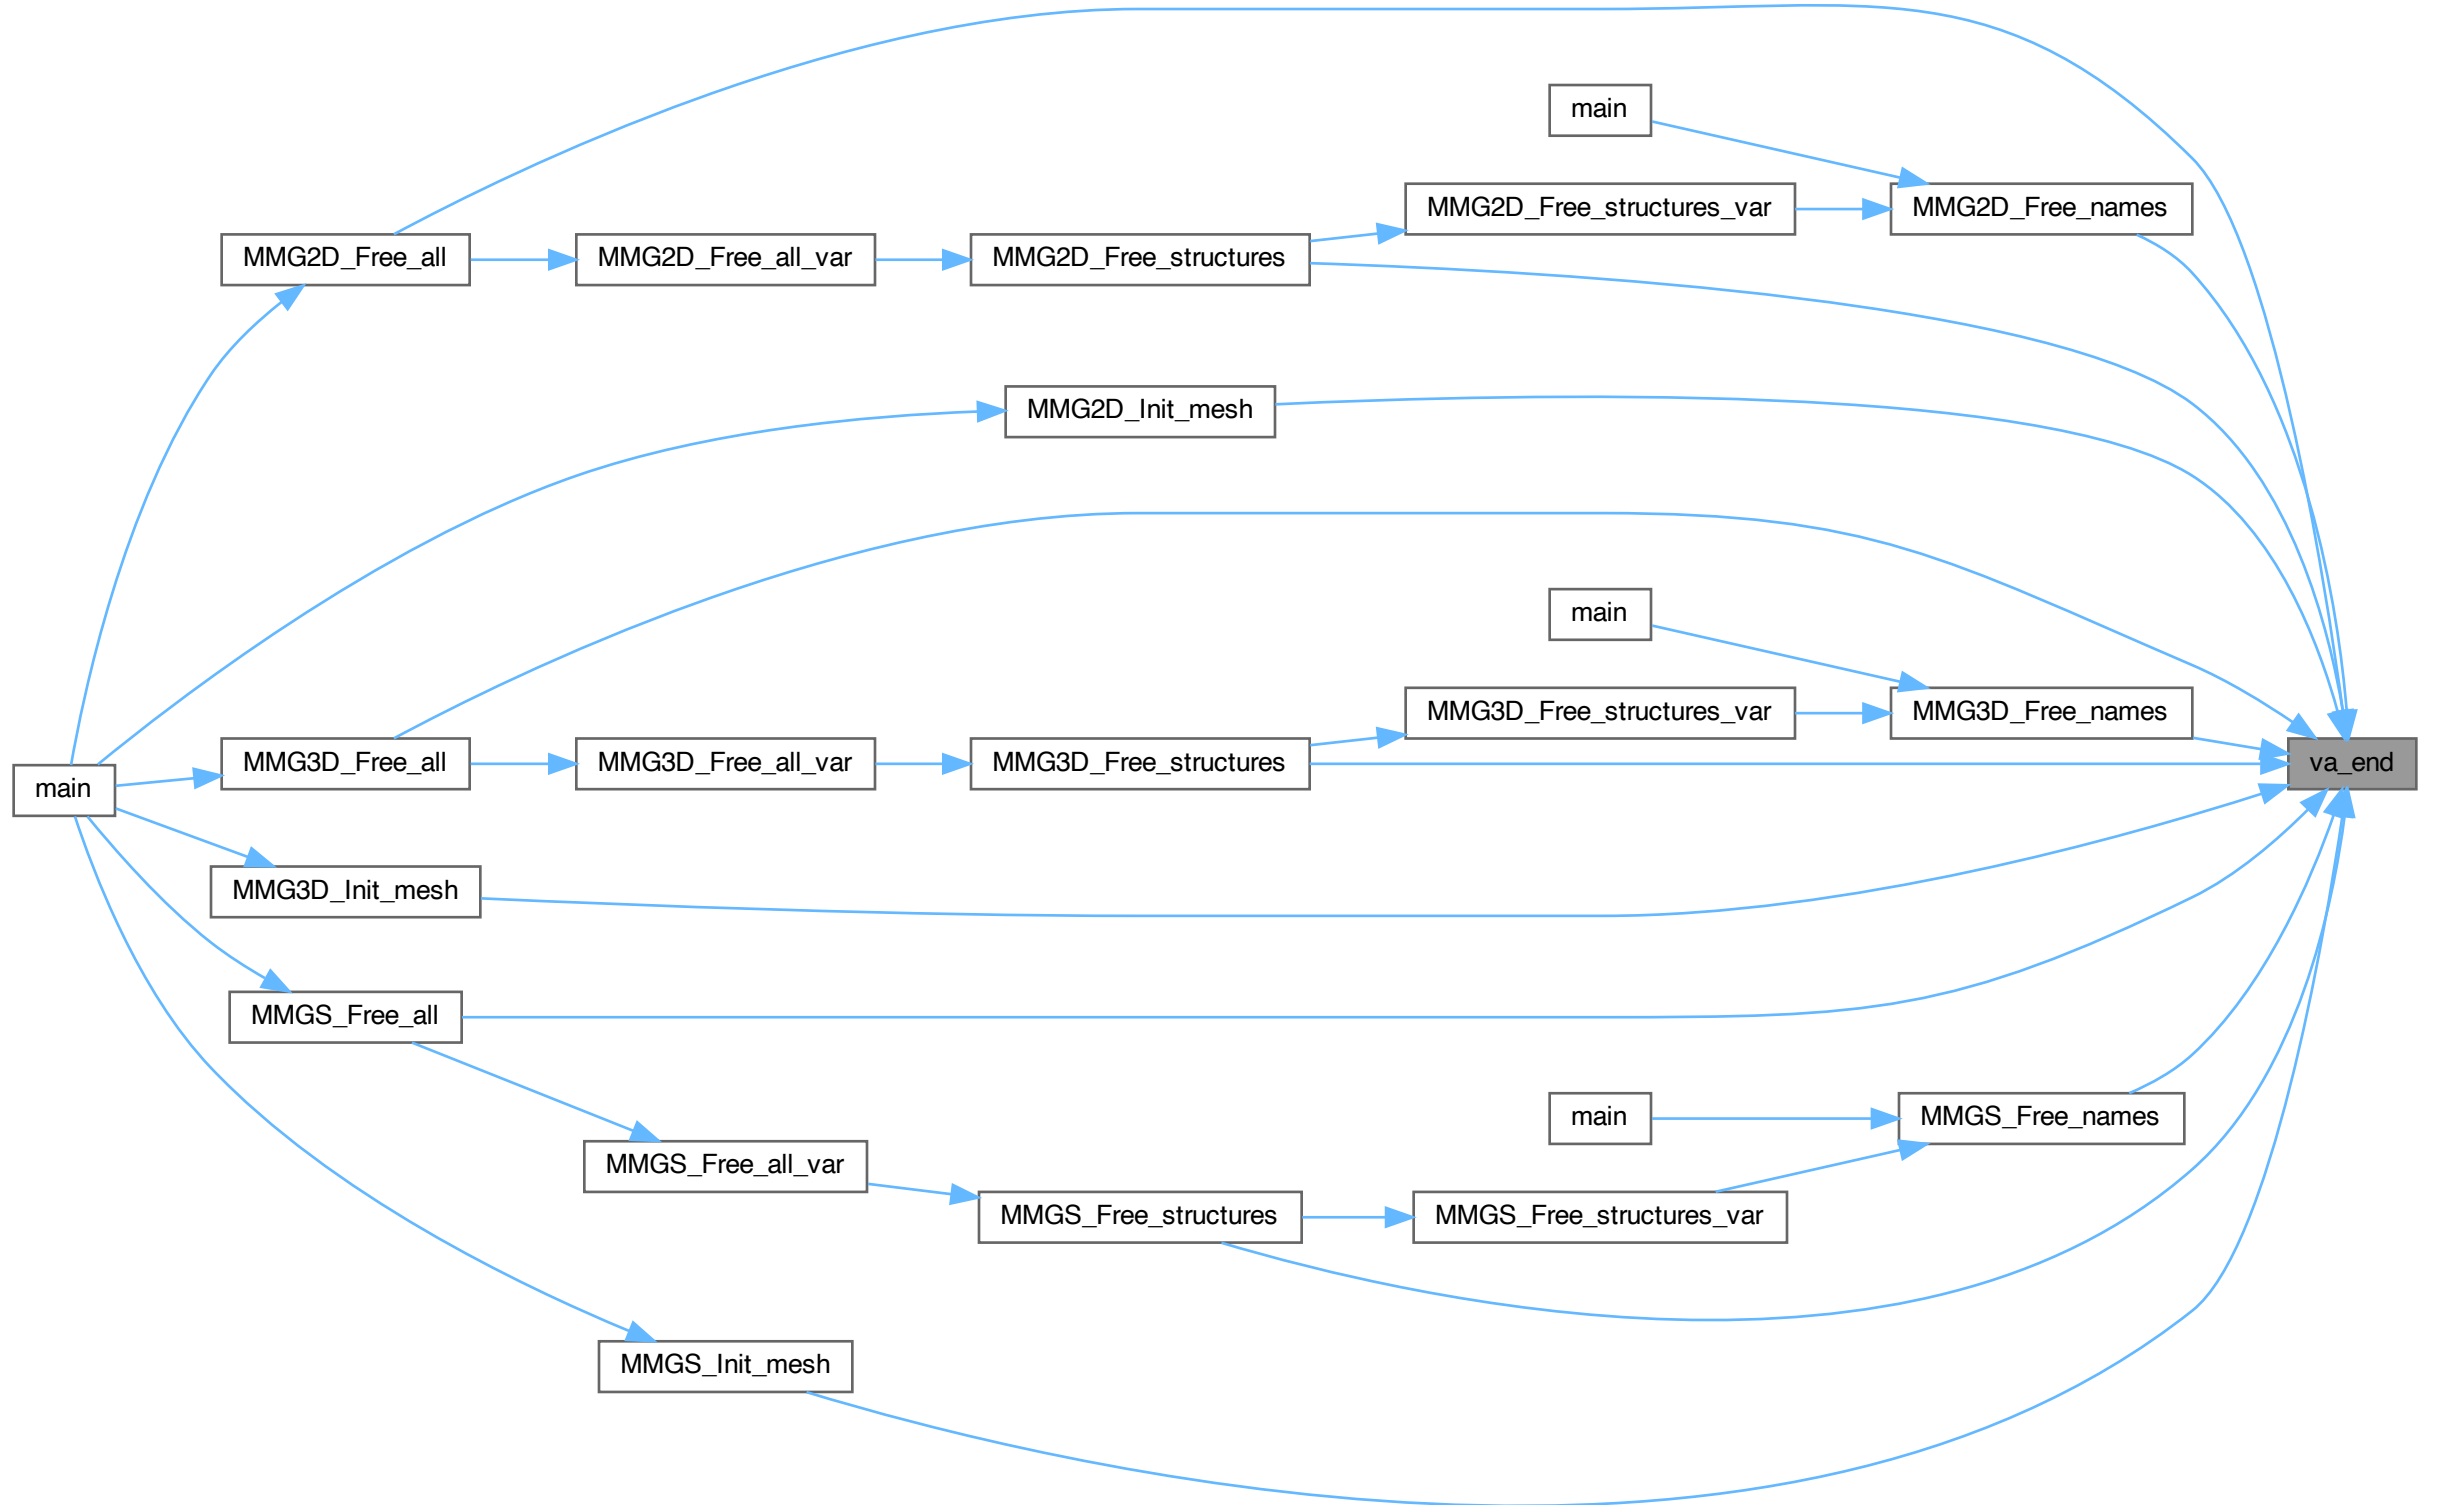 main
MMG2D_Free_structures_var
MMG2D_Free_names
MMG2D_Free_all
MMG2D_Free_all_var
MMG2D_Free_structures
MMG2D_Init_mesh
main
MMG3D_Free_structures_var
MMG3D_Free_names
MMG3D_Free_all
MMG3D_Free_all_var
MMG3D_Free_structures
va_end
main
MMG3D_Init_mesh
MMGS_Free_all
main
MMGS_Free_names
MMGS_Free_all_var
MMGS_Free_structures
MMGS_Free_structures_var
MMGS_Init_mesh